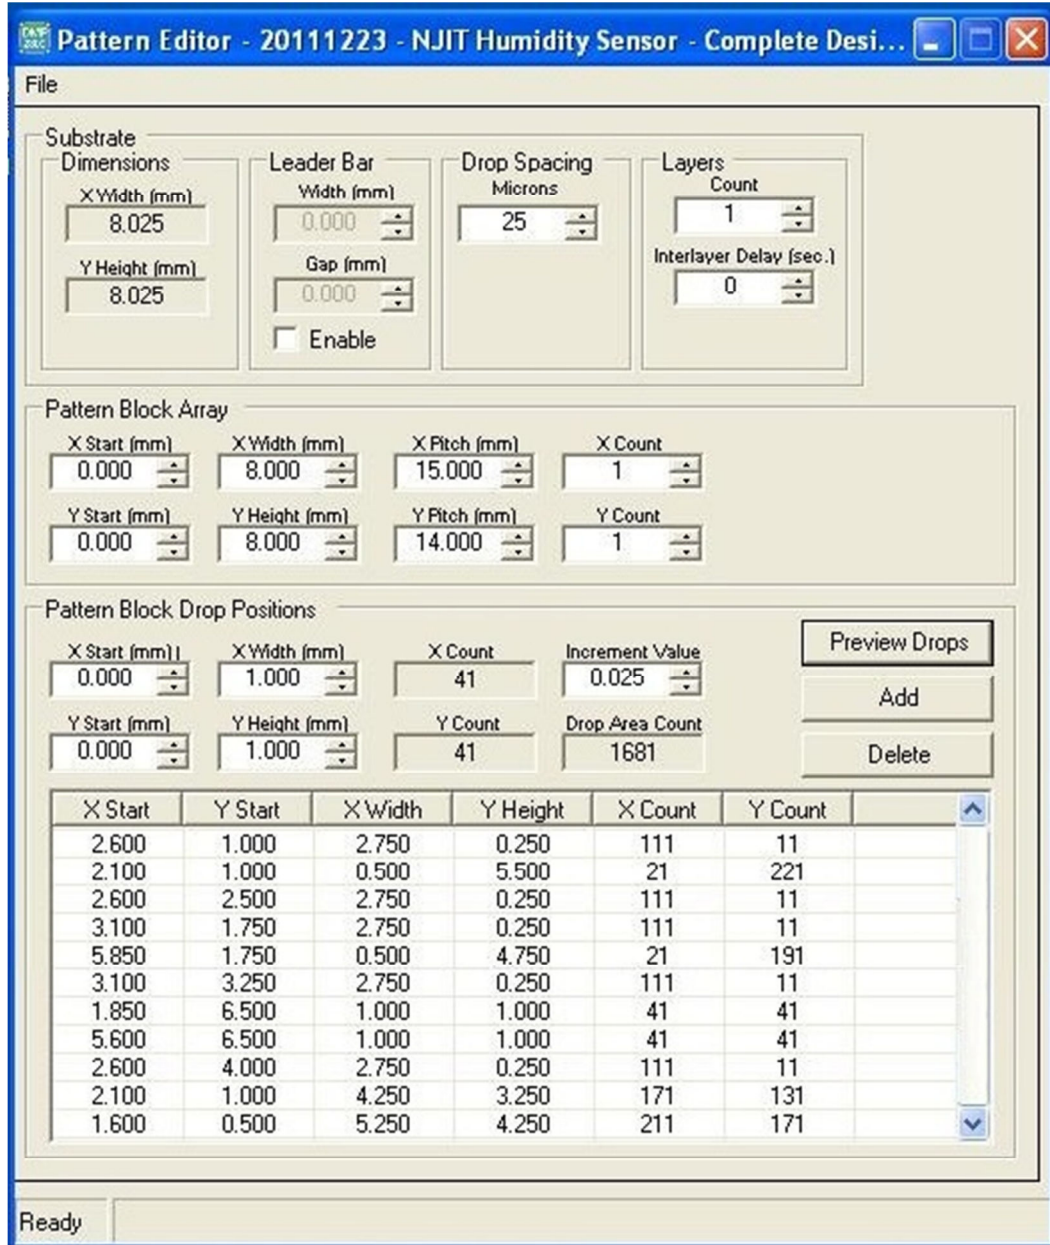 Pattern Editor - 20111223 - NJIT Humidity Sensor - Complete Desi...
File
Substrate
Dimensions Leader Bar Drop Spacing Layers
X Width (mm) Width (mm) Microns Count
8.025 0.000 25 1
Y Height (mm) Gap (mm) Interlayer Delay (sec.)
8.025 0.000 0
Enable
Pattern Block Array
X Start (mm) X Width (mm) X Pitch (mm) X Count
0.000 8.000 15.000 1
Y Start (mm) Y Height (mm) Y Pitch (mm) Y Count
0.000 8.000 14.000 1
Pattern Block Drop Positions
X Start (mm) X Width (mm) X Count Increment Value Preview Drops
0.000 1.000 41 0.025 Add
Y Start (mm) Y Height (mm) Y Count Drop Area Count
0.000 1.000 41 1681 Delete
X Start Y Start X Width Y Height X Count Y Count
2.600 1.000 2.750 0.250 111 11
2.100 1.000 0.500 5.500 21 221
2.600 2.500 2.750 0.250 111 11
3.100 1.750 2.750 0.250 111 11
5.850 1.750 0.500 4.750 21 191
3.100 3.250 2.750 0.250 111 11
1.850 6.500 1.000 1.000 41 41
5.600 6.500 1.000 1.000 41 41
2.600 4.000 2.750 0.250 111 11
2.100 1.000 4.250 3.250 171 131
1.600 0.500 5.250 4.250 211 171
Ready